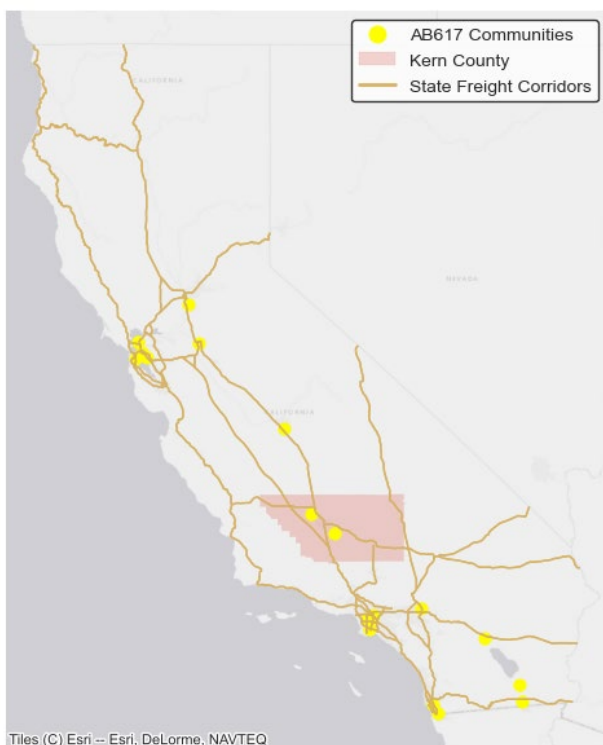 AB617 Communities
Kern County
State Freight Corridors
CALIFORNIA
NEVADA
CALIFORNIA
Tiles (C) Esri -- Esri, DeLorme, NAVTEQ